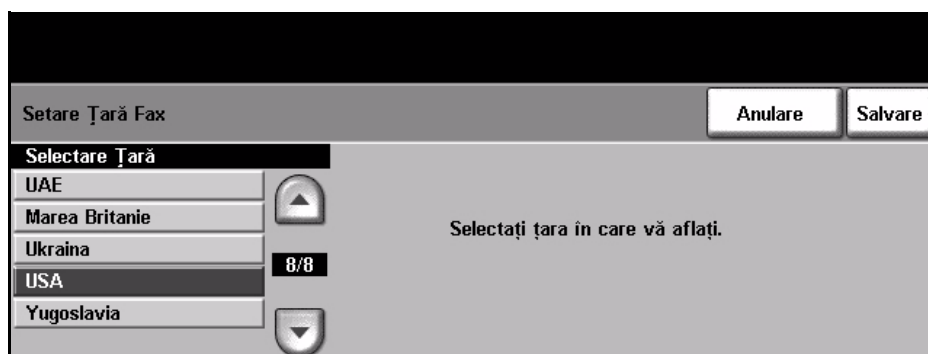 Setare Țară Fax
Anulare
Salvare
Selectare Țară
UAE
Marea Britanie
Ukraina
USA
Yugoslavia
8/8
Selectați țara în care vă aflați.